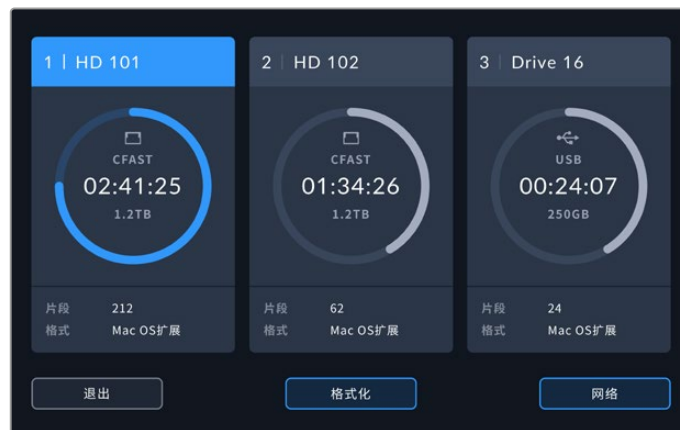 1 | HD 101
CFAST
02:41:25
1.2TB
片段 212
格式 Mac OS扩展
2 | HD 102
CFAST
01:34:26
1.2TB
片段 62
格式 Mac OS扩展
3 | Drive 16
USB
00:24:07
250GB
片段 24
格式 Mac OS扩展
退出
格式化
网络